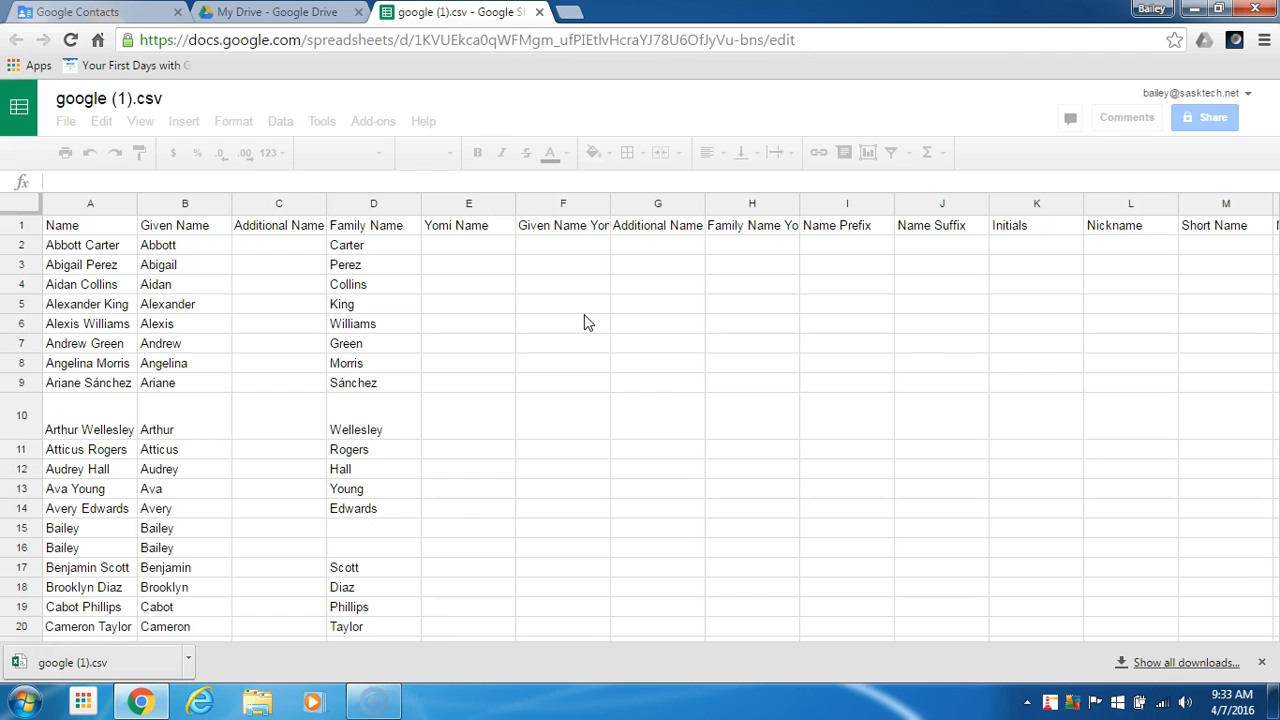 Google Contacts
My Drive - Google Drive
google (1).csv - Google Sh
Bailey
https://docs.google.com/spreadsheets/d/1KVUEkca0qWFMgm_ufPIEtlvHcraYJ78U6OfJyVu-bns/edit
Apps
Your First Days with G
google (1).csv
bailey@sasktech.net
File Edit View Insert Format Data Tools Add-ons Help
Comments
Share
$ % .0 .00 123
B I S A Σ
fx
A B C D E F G H I J K L M
1 Name Given Name Additional Name Family Name Yomi Name Given Name Yor Additional Name Family Name Yo Name Prefix Name Suffix Initials Nickname Short Name
2 Abbott Carter Abbott Carter
3 Abigail Perez Abigail Perez
4 Aidan Collins Aidan Collins
5 Alexander King Alexander King
6 Alexis Williams Alexis Williams
7 Andrew Green Andrew Green
8 Angelina Morris Angelina Morris
9 Ariane Sánchez Ariane Sánchez
10 Arthur Wellesley Arthur Wellesley
11 Atticus Rogers Atticus Rogers
12 Audrey Hall Audrey Hall
13 Ava Young Ava Young
14 Avery Edwards Avery Edwards
15 Bailey Bailey
16 Bailey Bailey
17 Benjamin Scott Benjamin Scott
18 Brooklyn Diaz Brooklyn Diaz
19 Cabot Phillips Cabot Phillips
20 Cameron Taylor Cameron Taylor
google (1).csv
Show all downloads...
9:33 AM
4/7/2016